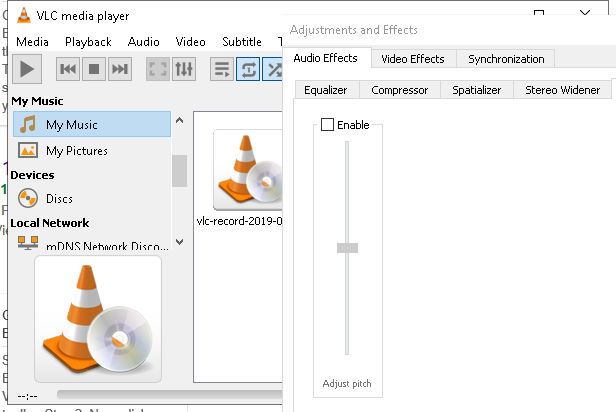 VLC media player
Media Playback Audio Video Subtitle
My Music
My Music
My Pictures
Devices
Discs
Local Network
mDNS Network Disco...
vlc-record-2019-0
--:--
Adjustments and Effects
Audio Effects Video Effects Synchronization
Equalizer Compressor Spatializer Stereo Widener
Enable
Adjust pitch